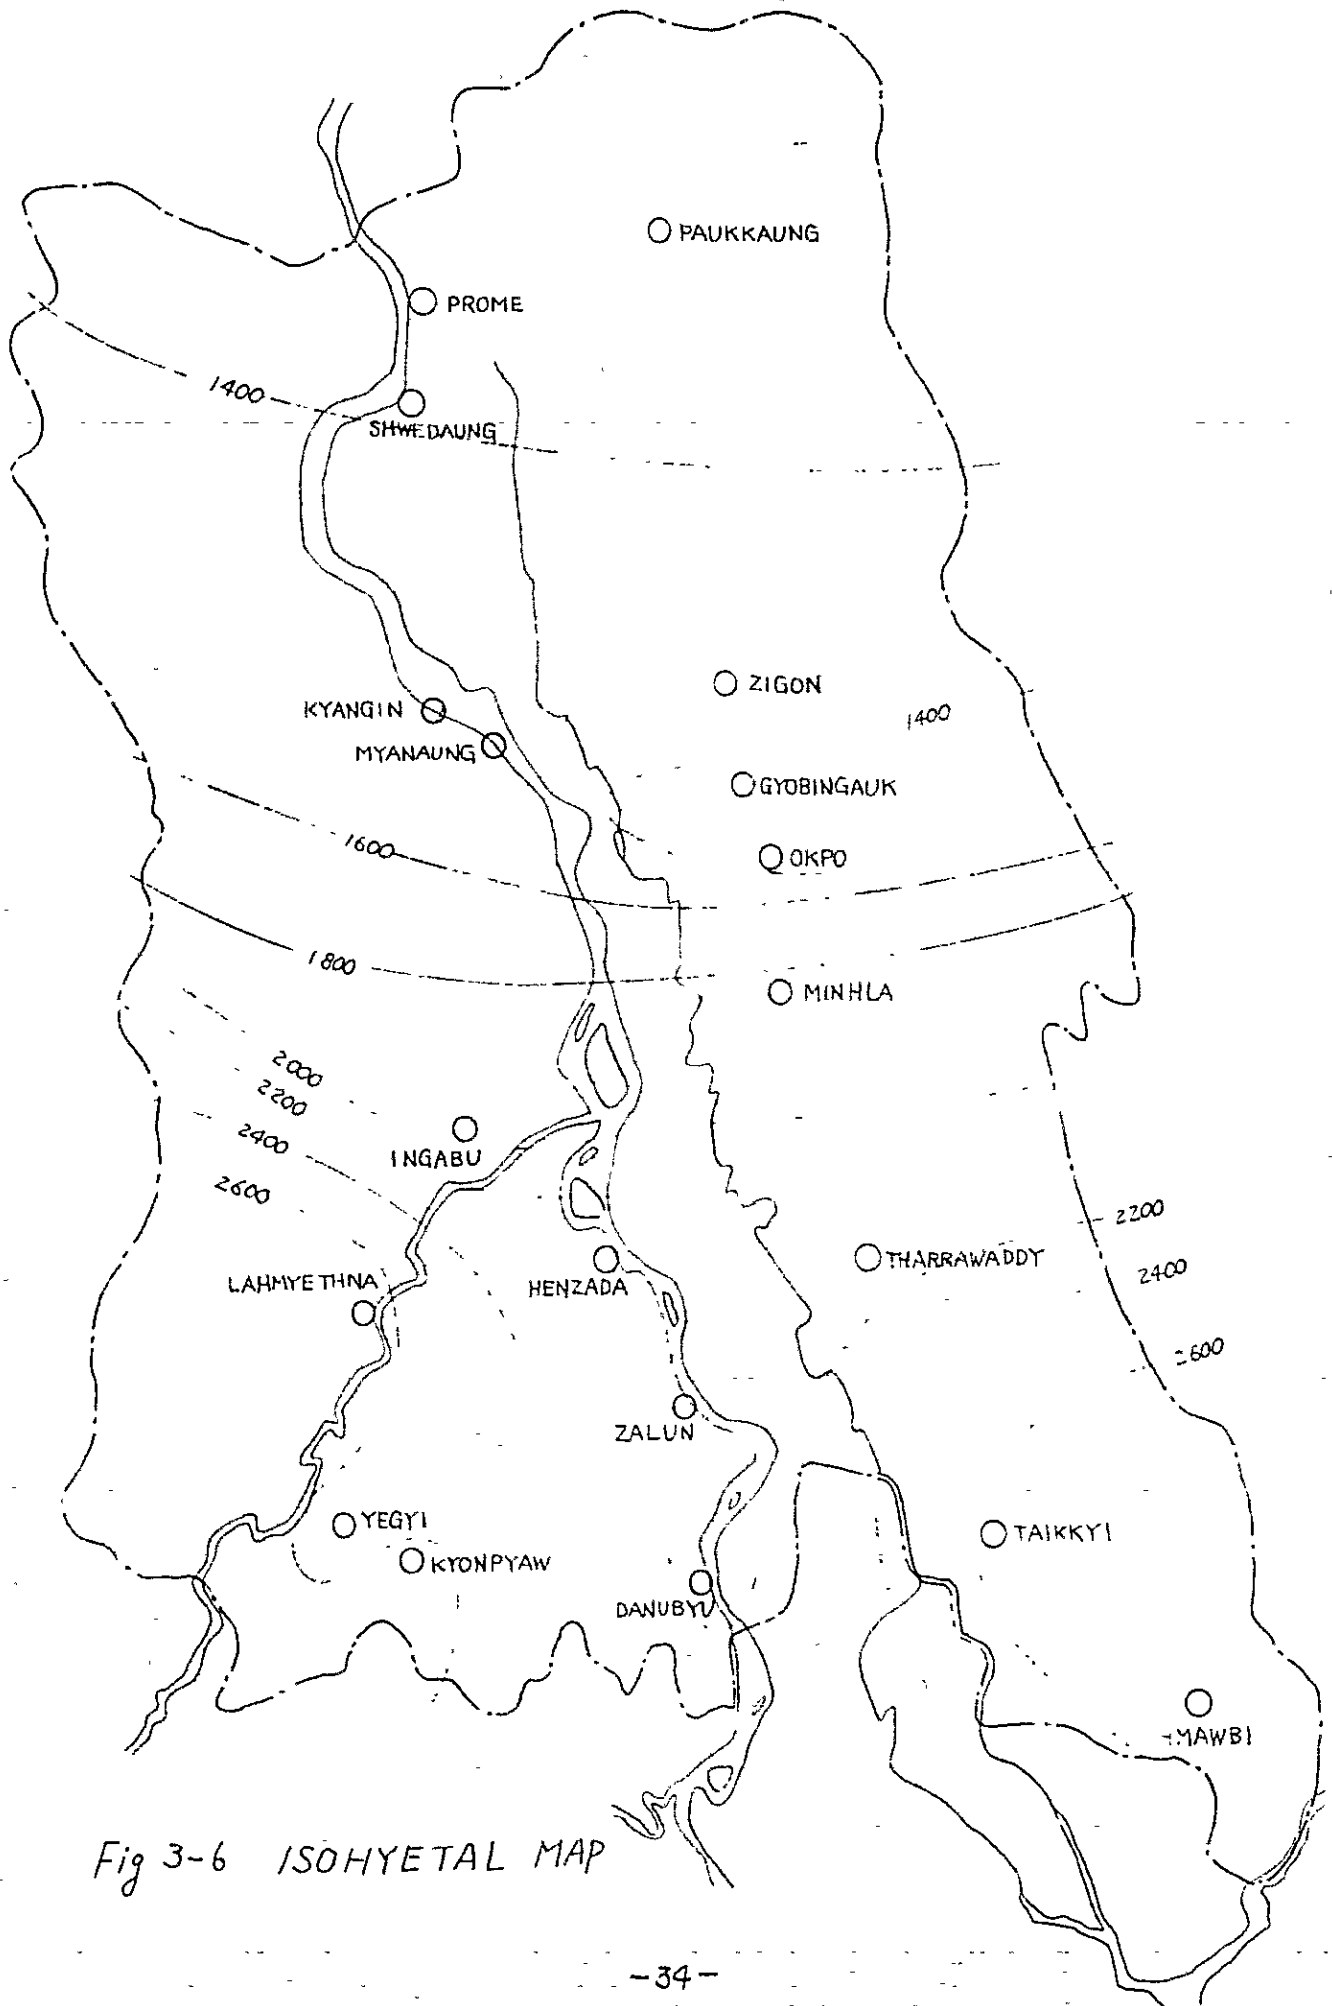 PAUKKAUNG
PROME
1400
SHWEDAUNG
ZIGON
KYANGIN
1400
MYANAUNG
GYOBINGAUK
1600
OKPO
1800
MINHLA
2000
2200
2400
INGABU
2600
2200
THARRAWADDY
2400
LAHMYETHNA
HENZADA
2600
ZALUN
YEGYI
TAIKKYI
KYONPYAW
DANUBYU
HMAWBI
Fig 3-6 ISOHYETAL MAP
-34-